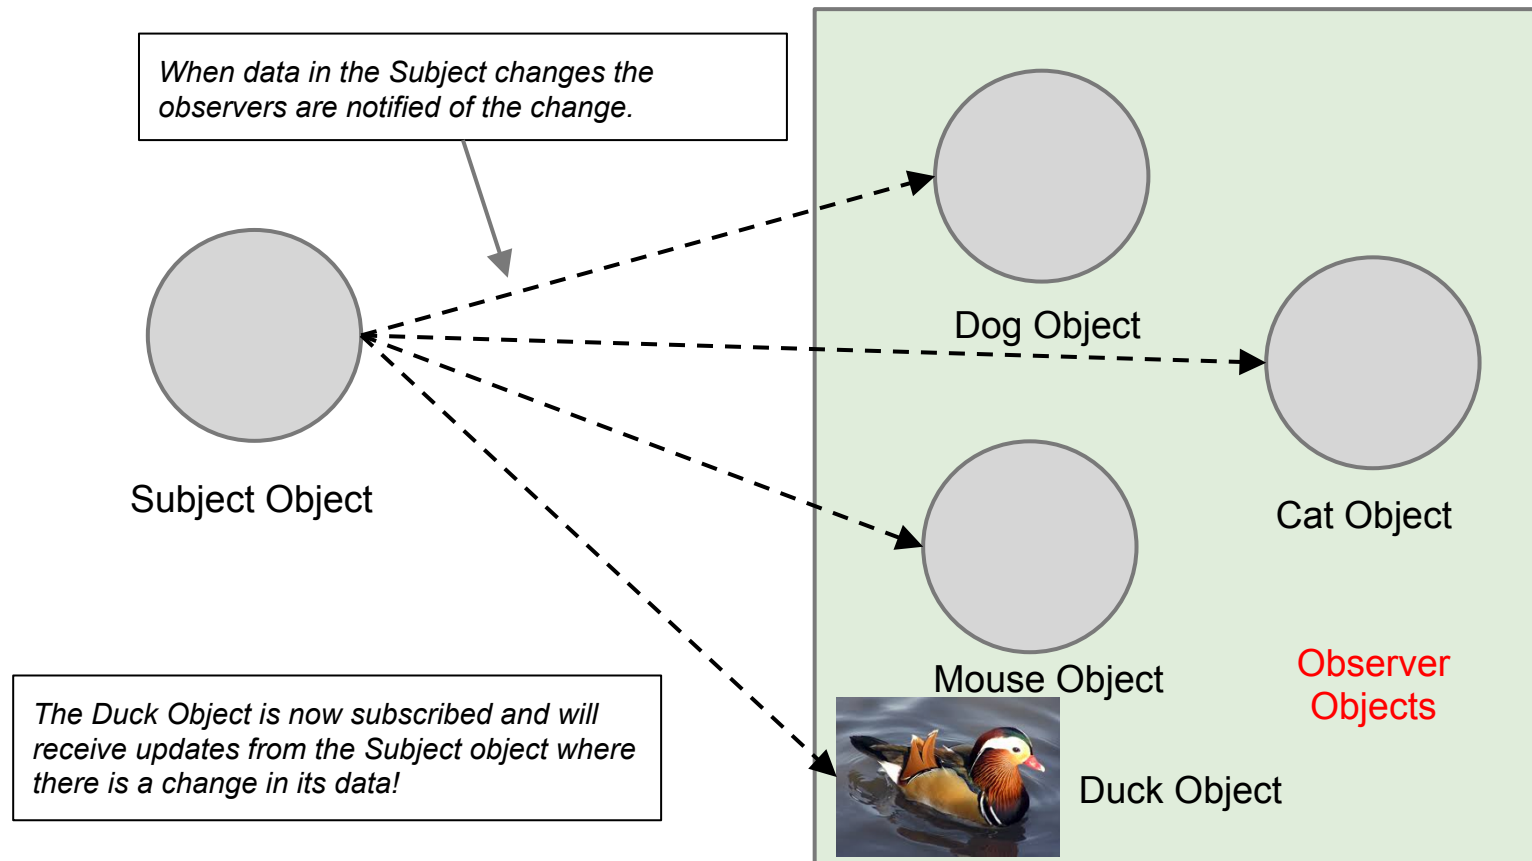 When data in the Subject changes the
observers are notified of the change.
Dog Object
Subject Object
Cat Object
Mouse Object
Observer
Objects
The Duck Object is now subscribed and will
receive updates from the Subject object where
there is a change in its data!
Duck Object